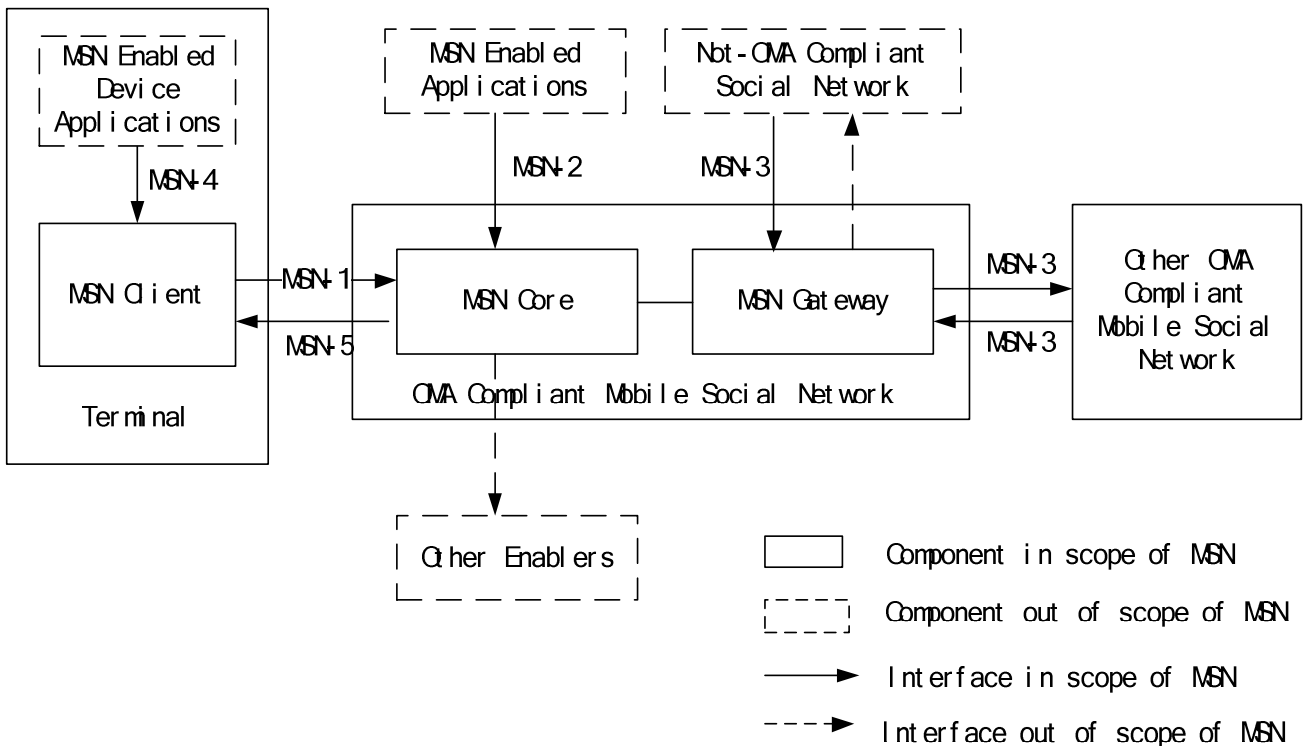 MSN Enabled
Device
Applications
MSN Enabled
Applications
Not-OMA Compliant
Social Network
MSN-4
MSN-2
MSN-3
MSN Client
MSN-1
MSN-5
MSN Core
MSN Gateway
MSN-3
MSN-3
Other OMA
Compliant
Mobile Social
Network
OMA Compliant Mobile Social Network
Terminal
Other Enablers
Component in scope of MSN
Component out of scope of MSN
Interface in scope of MSN
Interface out of scope of MSN